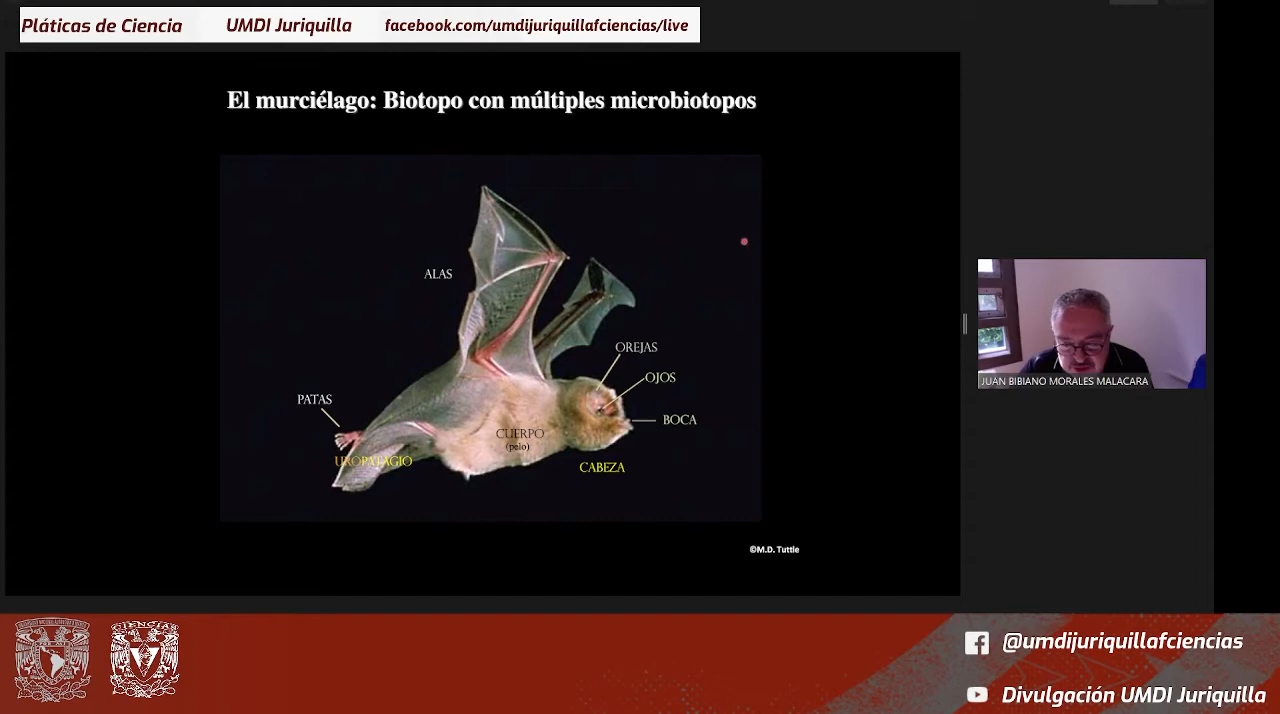 Pláticas de Ciencia
UMDI Juriquilla
facebook.com/umdijuriquillafciencias/live
El murciélago: Biotopo con múltiples microbiotopos
ALAS
OREJAS
OJOS
PATAS
BOCA
CUERPO
(pelo)
UROPATAGIO
CABEZA
©M.D. Tuttle
JUAN BIBIANO MORALES MALACARA
CIENCIAS
@umdijuriquillafciencias
Divulgación UMDI Juriquilla